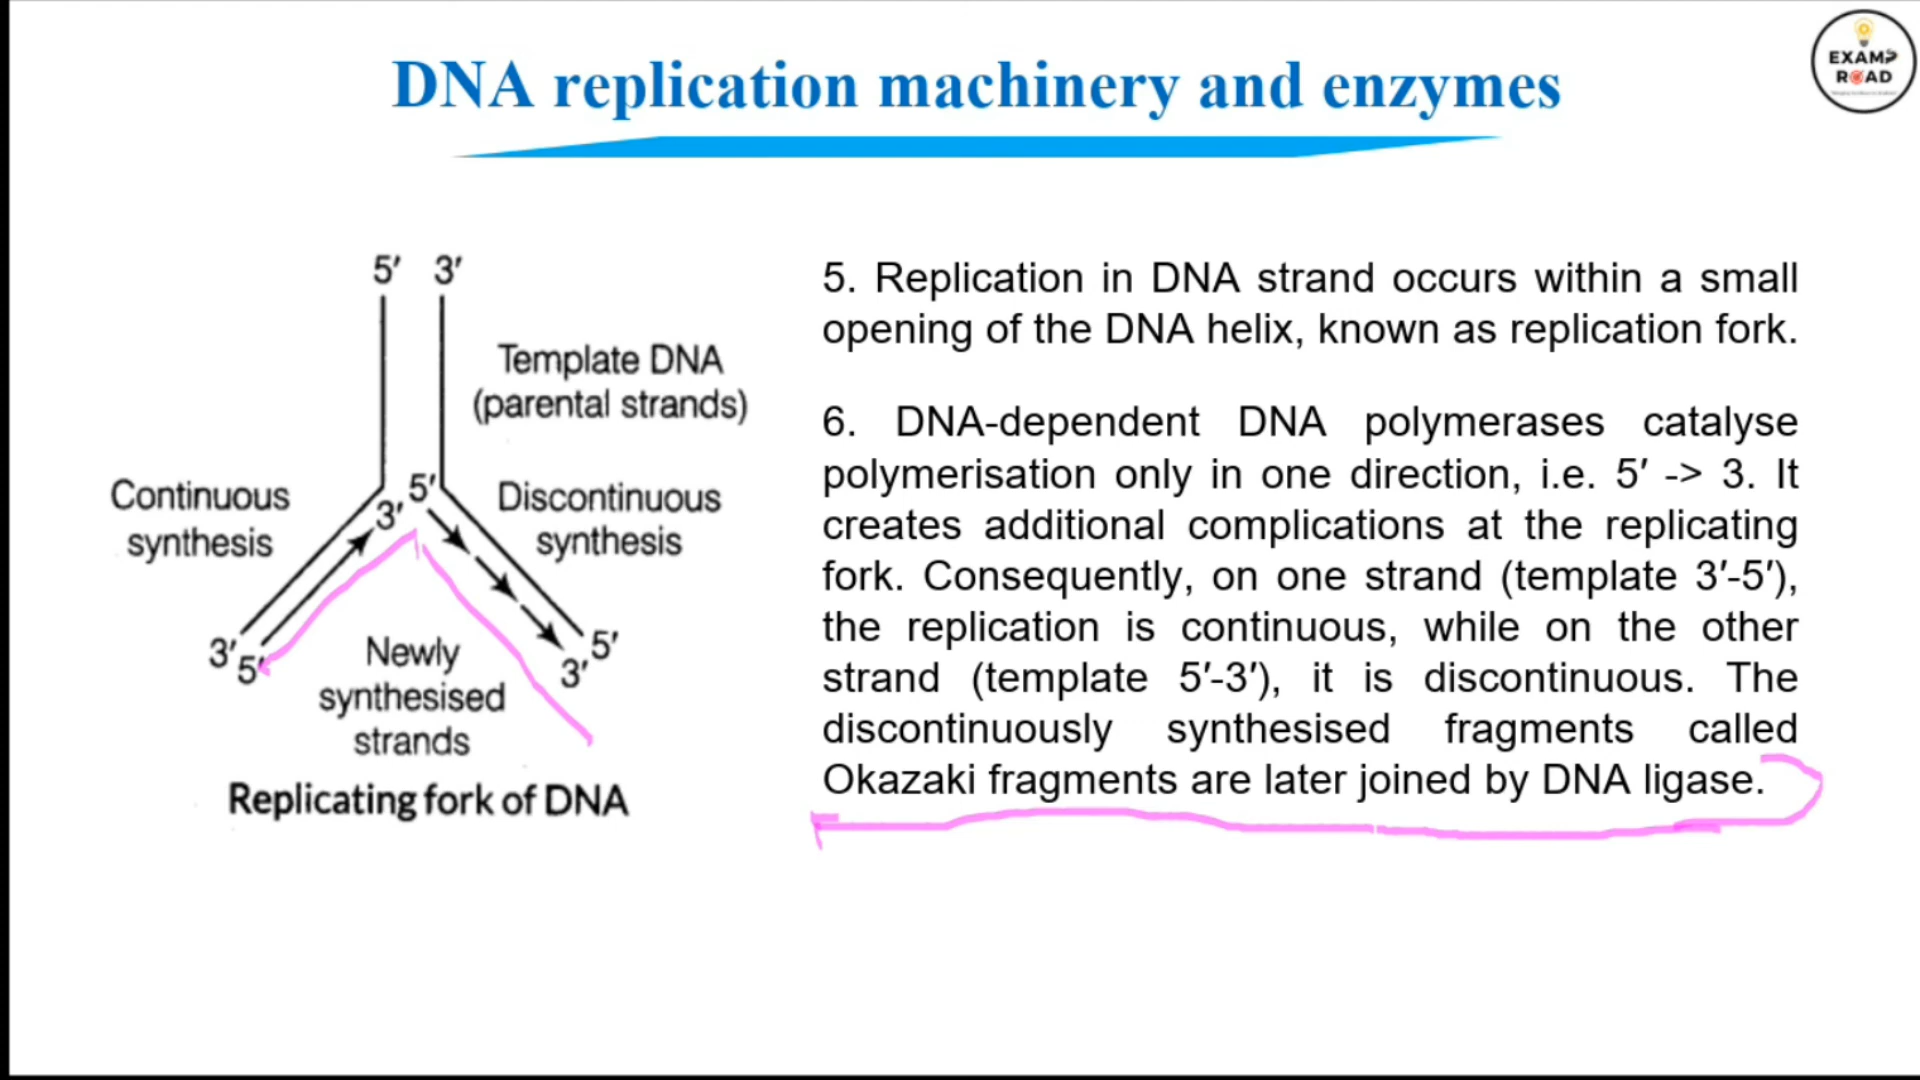 EXAM?
ROAD
DNA replication machinery and enzymes
5' 3'
Template DNA
(parental strands)
Continuous
synthesis
5'
3'
Discontinuous
synthesis
3'
5'
Newly
synthesised
strands
5'
3'
Replicating fork of DNA
5. Replication in DNA strand occurs within a small
opening of the DNA helix, known as replication fork.
6. DNA-dependent DNA polymerases catalyse
polymerisation only in one direction, i.e. 5' -> 3. It
creates additional complications at the replicating
fork. Consequently, on one strand (template 3'-5'),
the replication is continuous, while on the other
strand (template 5'-3'), it is discontinuous. The
discontinuously synthesised fragments called
Okazaki fragments are later joined by DNA ligase.